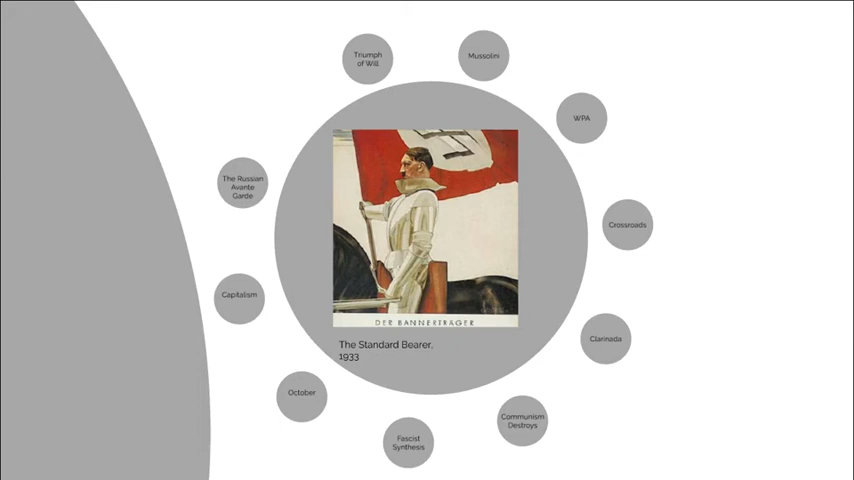 Triumph
of Will
Mussolini
WPA
The Russian
Avante
Garde
Crossroads
Capitalism
DER BANNERTRÄGER
The Standard Bearer,
1933
Clarinada
October
Communism
Destroys
Fascist
Synthesis